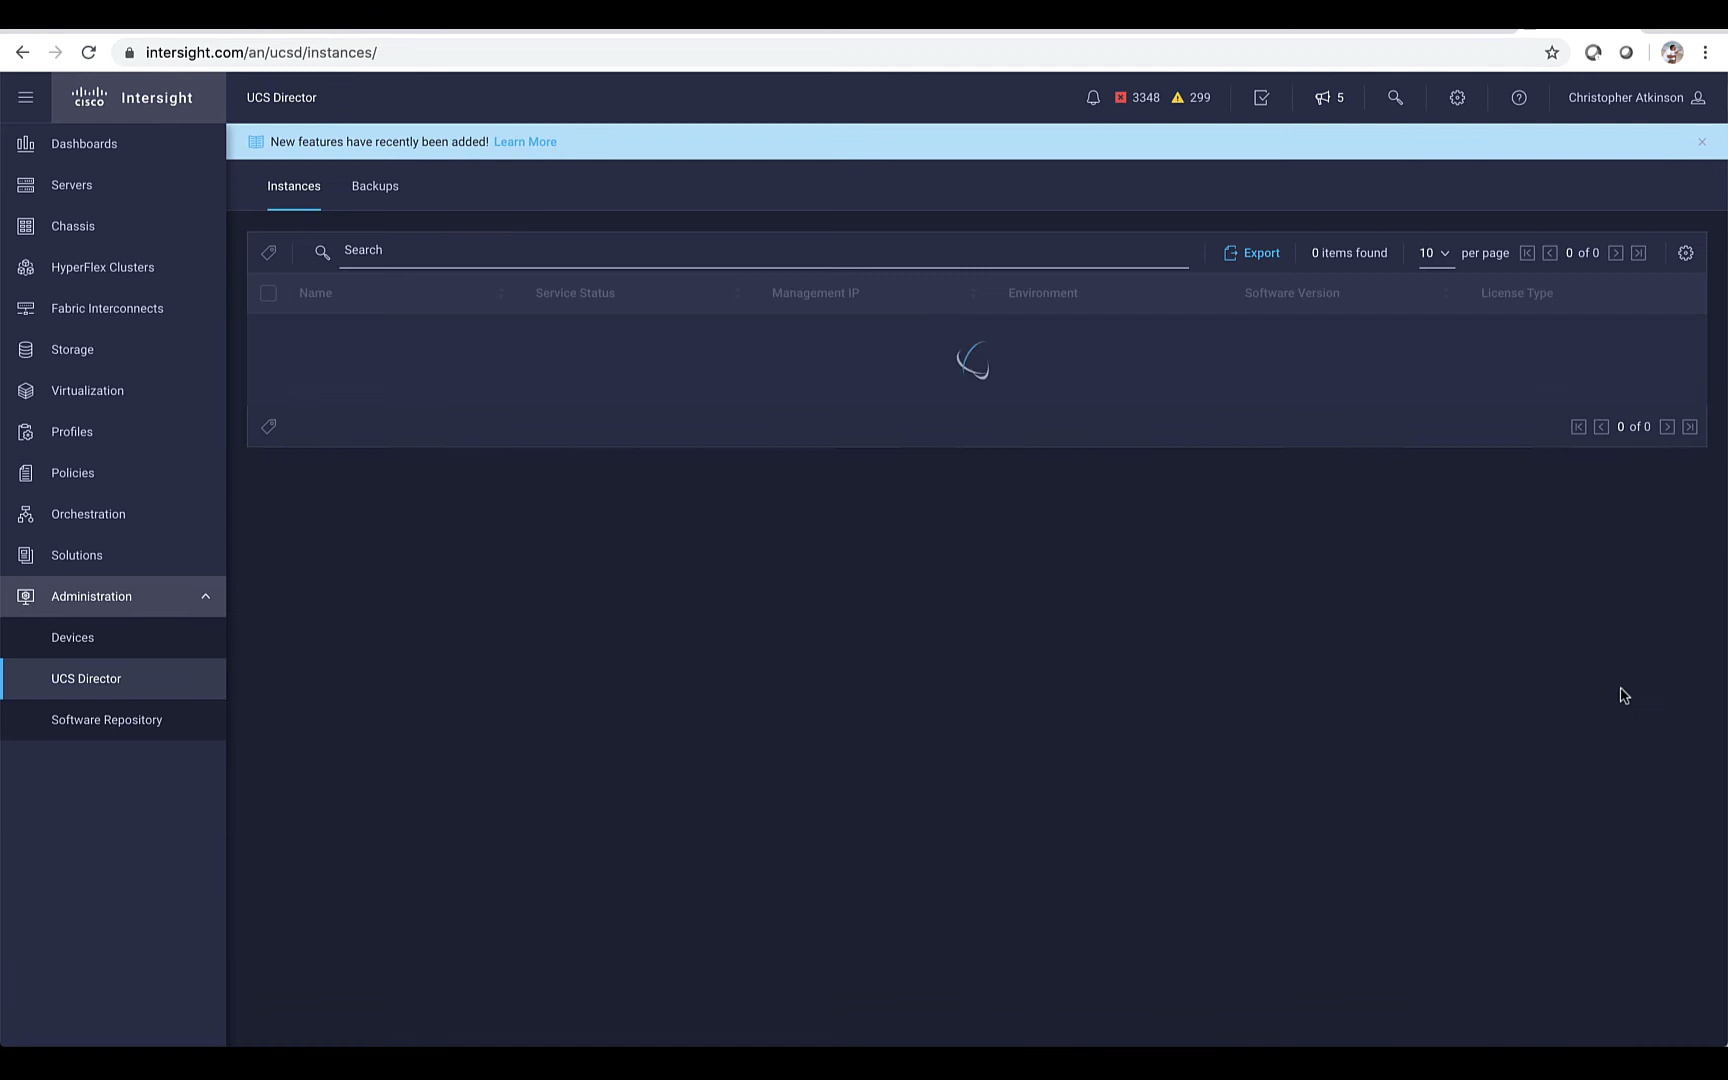 intersight.com/an/ucsd/instances/
CISCO Intersight
UCS Director
3348
299
5
Christopher Atkinson
Dashboards
Servers
Chassis
HyperFlex Clusters
Fabric Interconnects
Storage
Virtualization
Profiles
Policies
Orchestration
Solutions
Administration
Devices
UCS Director
Software Repository
New features have recently been added! Learn More
Instances Backups
Search Export 0 items found 10 per page 0 of 0
Name Service Status Management IP Environment Software Version License Type
0 of 0